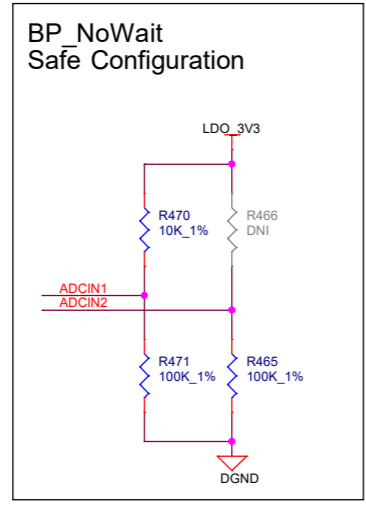 BP_NoWait
Safe Configuration
LDO_3V3
R470
10K_1%
R466
DNI
ADCIN1
ADCIN2
R471
100K_1%
R465
100K_1%
DGND